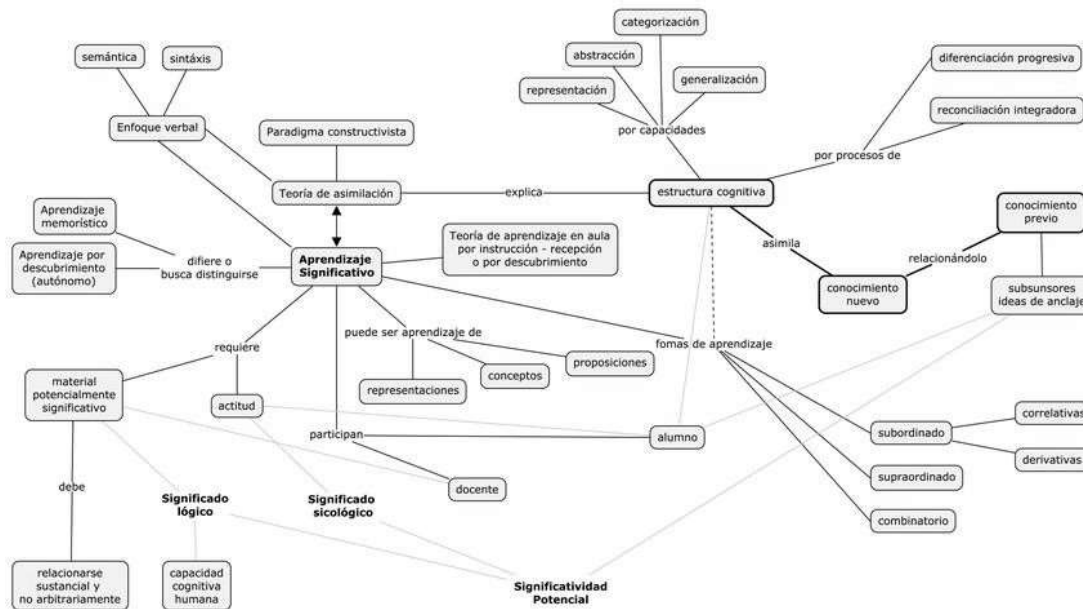 categorización
semántica
sintáxis
abstracción
diferenciación progresiva
representación
generalización
reconciliación integradora
Enfoque verbal
Paradigma constructivista
por capacidades
por procesos de
Teoría de asimilación
explica
estructura cognitiva
Aprendizaje
memorístico
conocimiento
previo
Aprendizaje por
descubrimiento
(autónomo)
difiere o
busca distinguirse
Aprendizaje
Significativo
Teoría de aprendizaje en aula
por instrucción - recepción
o por descubrimiento
asimila
relacionándolo
conocimiento
nuevo
subsunsores
ideas de anclaje
requiere
puede ser aprendizaje de
fomas de aprendizaje
material
potencialmente
significativo
actitud
representaciones
conceptos
proposiciones
participan
alumno
subordinado
correlativas
derivativas
supraordinado
debe
docente
Significado
lógico
Significado
sicológico
combinatorio
relacionarse
sustancial y
no arbitrariamente
capacidad
cognitiva
humana
Significatividad
Potencial